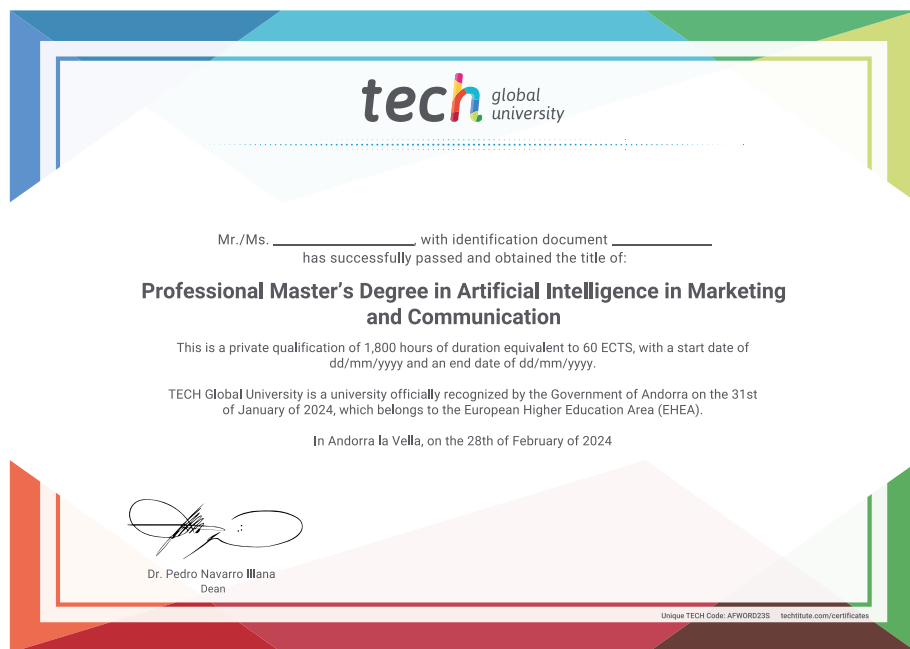 tech global
university
Mr./Ms. ____________, with identification document ____________
has successfully passed and obtained the title of:
Professional Master’s Degree in Artificial Intelligence in Marketing
and Communication
This is a private qualification of 1,800 hours of duration equivalent to 60 ECTS, with a start date of
dd/mm/yyyy and an end date of dd/mm/yyyy.
TECH Global University is a university officially recognized by the Government of Andorra on the 31st
of January of 2024, which belongs to the European Higher Education Area (EHEA).
In Andorra la Vella, on the 28th of February of 2024
Dr. Pedro Navarro Illana
Dean
Unique TECH Code: AFWORD23S techtitute.com/certificates